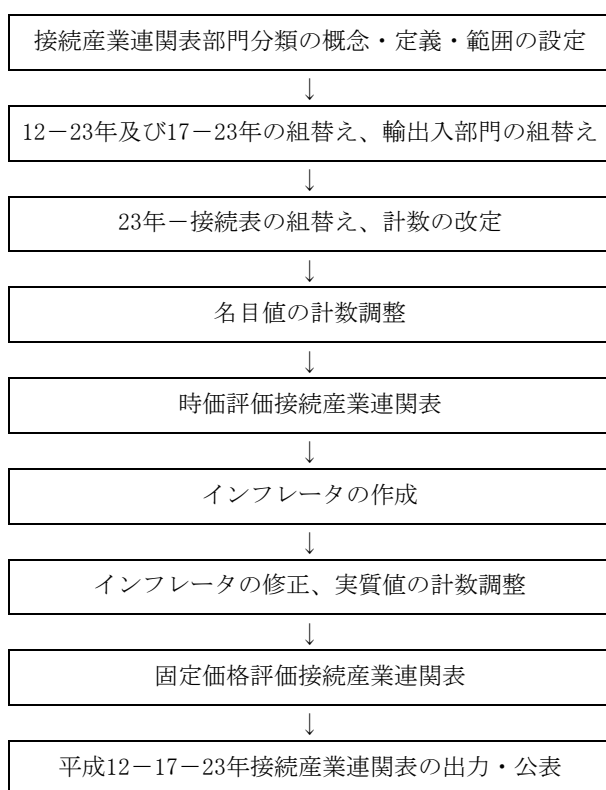 接続産業連関表部門分類の概念・定義・範囲の設定
↓
12－23年及び17－23年の組替え、輸出入部門の組替え
↓
23年－接続表の組替え、計数の改定
↓
名目値の計数調整
↓
時価評価接続産業連関表
↓
インフレータの作成
↓
インフレータの修正、実質値の計数調整
↓
固定価格評価接続産業連関表
↓
平成12－17－23年接続産業連関表の出力・公表